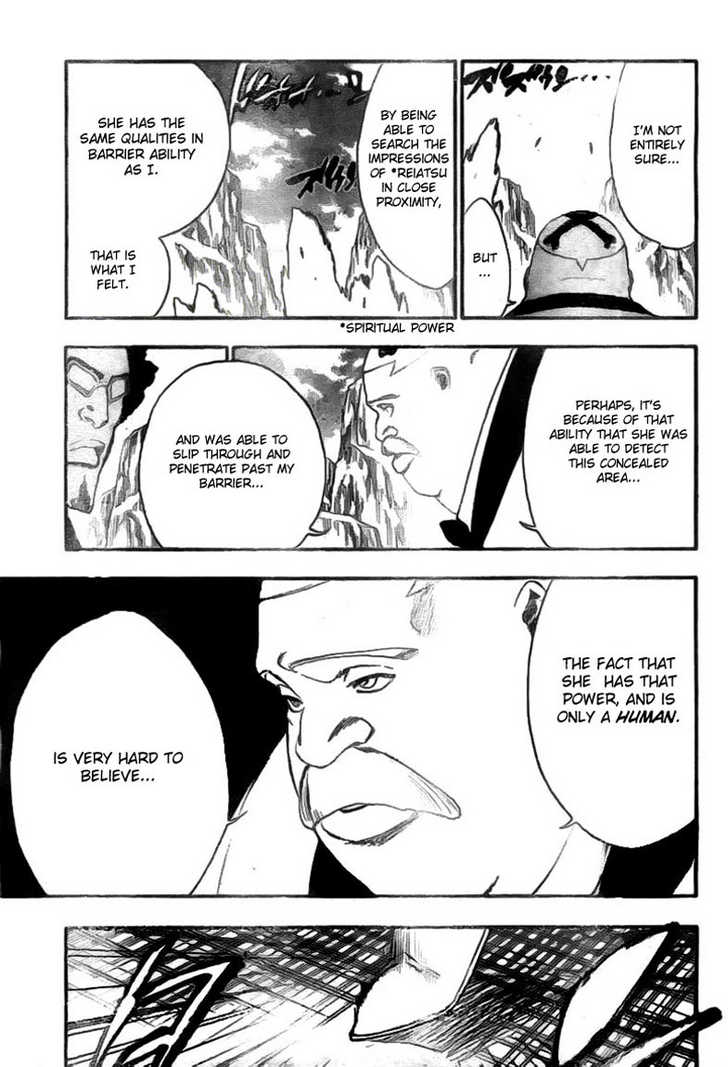 I'M NOT
ENTIRELY
SURE...
BUT
...
BY BEING
ABLE TO
SEARCH THE
IMPRESSIONS
OF *REIATSU
IN CLOSE
PROXIMITY,
SHE HAS THE
SAME QUALITIES IN
BARRIER ABILITY
AS I.
THAT IS
WHAT I
FELT.
*SPIRITUAL POWER
PERHAPS, IT'S
BECAUSE OF THAT
ABILITY THAT SHE WAS
ABLE TO DETECT
THIS CONCEALED
AREA...
AND WAS ABLE TO
SLIP THROUGH AND
PENETRATE PAST MY
BARRIER...
THE FACT THAT
SHE HAS THAT
POWER, AND IS
ONLY A HUMAN.
IS VERY HARD TO
BELIEVE...